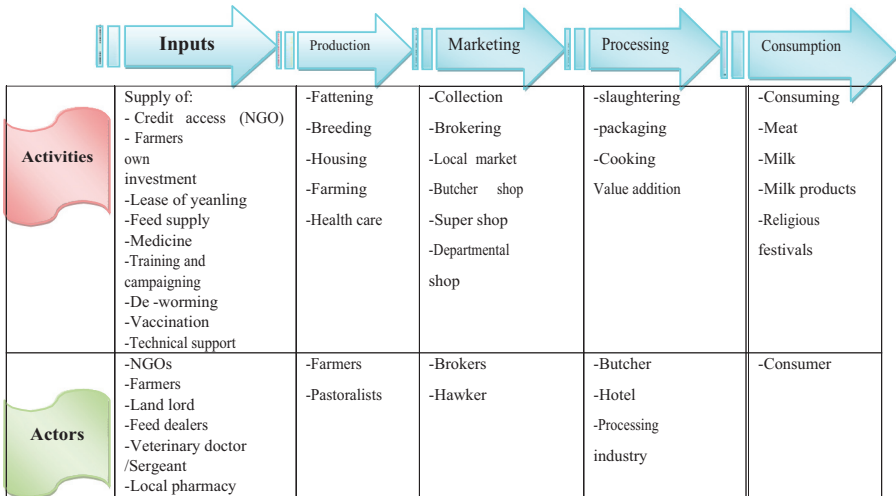 Inputs
Production
Marketing
Processing
Consumption
Activities
Supply of:
- Credit access (NGO)
- Farmers
own
investment
-Lease of yeanling
-Feed supply
-Medicine
-Training and
campaigning
-De -worming
-Vaccination
-Technical support
-Fattening
-Breeding
-Housing
-Farming
-Health care
-Collection
-Brokering
-Local market
-Butcher shop
-Super shop
-Departmental
shop
-slaughtering
-packaging
-Cooking
Value addition
-Consuming
-Meat
-Milk
-Milk products
-Religious
festivals
Actors
-NGOs
-Farmers
-Land lord
-Feed dealers
-Veterinary doctor
/Sergeant
-Local pharmacy
-Farmers
-Pastoralists
-Brokers
-Hawker
-Butcher
-Hotel
-Processing
industry
-Consumer